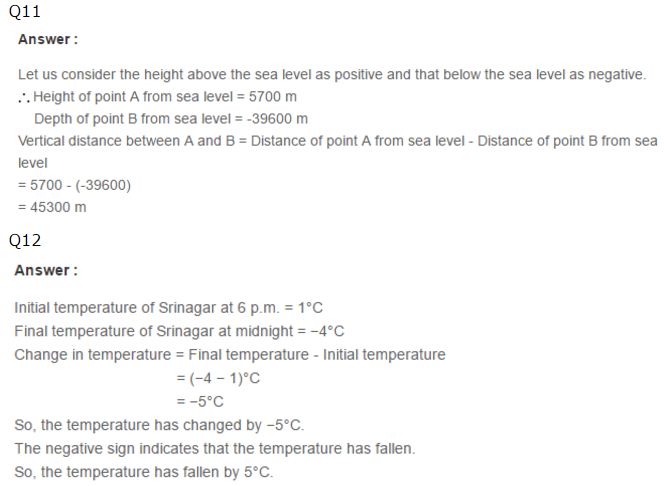 Q11
Answer :
Let us consider the height above the sea level as positive and that below the sea level as negative.
∴ Height of point A from sea level = 5700 m
Depth of point B from sea level = -39600 m
Vertical distance between A and B = Distance of point A from sea level - Distance of point B from sea
level
= 5700 - (-39600)
= 45300 m
Q12
Answer :
Initial temperature of Srinagar at 6 p.m. = 1°C
Final temperature of Srinagar at midnight = −4°C
Change in temperature = Final temperature - Initial temperature
= (−4 − 1)°C
= −5°C
So, the temperature has changed by −5°C.
The negative sign indicates that the temperature has fallen.
So, the temperature has fallen by 5°C.